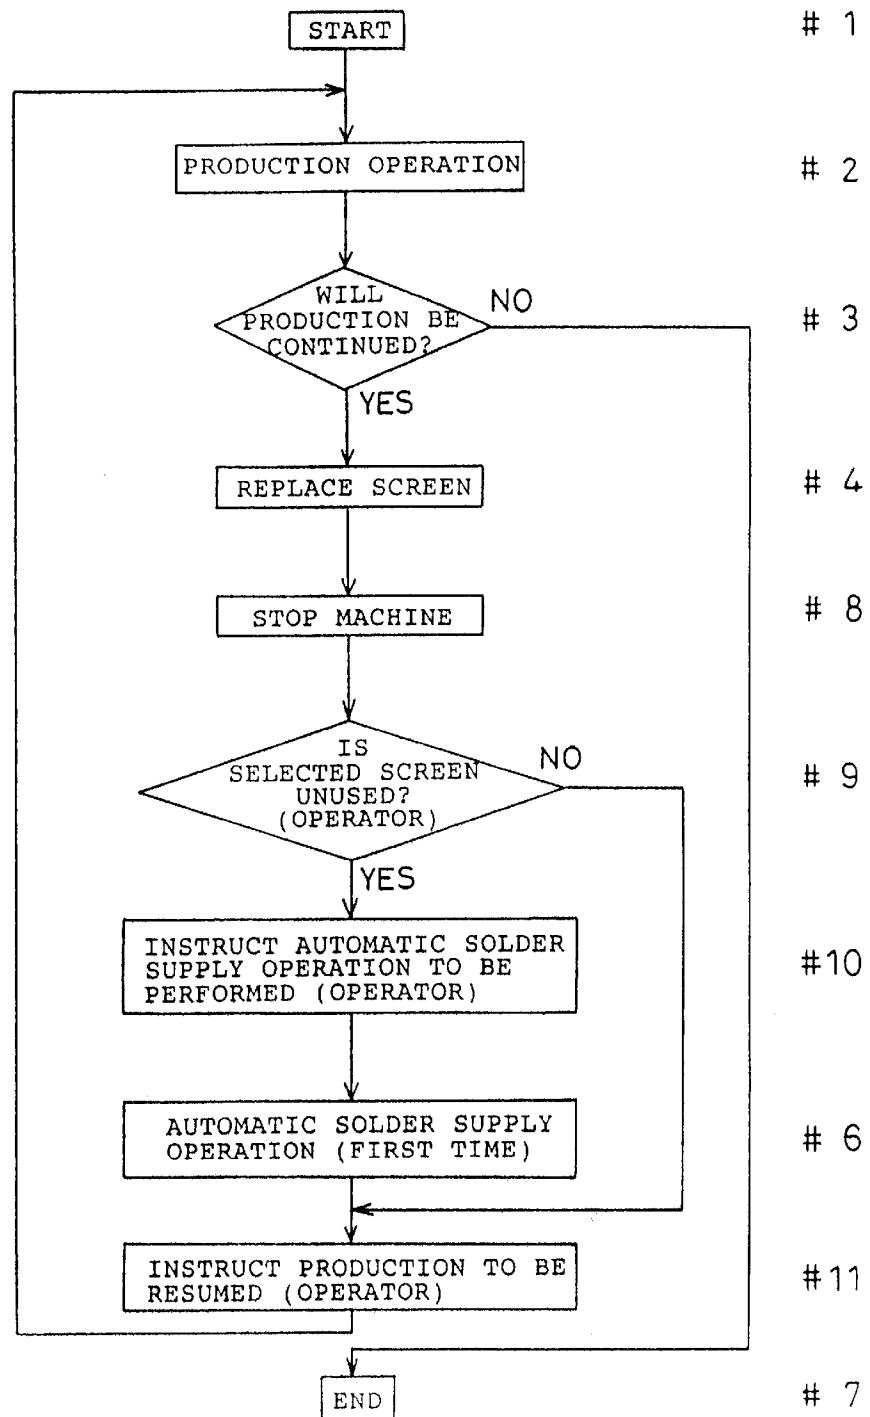 START
# 1
PRODUCTION OPERATION
# 2
WILL
PRODUCTION BE
CONTINUED?
NO
# 3
YES
REPLACE SCREEN
# 4
STOP MACHINE
# 8
IS
SELECTED SCREEN
UNUSED?
(OPERATOR)
NO
# 9
YES
INSTRUCT AUTOMATIC SOLDER
SUPPLY OPERATION TO BE
PERFORMED (OPERATOR)
#10
AUTOMATIC SOLDER SUPPLY
OPERATION (FIRST TIME)
# 6
INSTRUCT PRODUCTION TO BE
RESUMED (OPERATOR)
#11
END
# 7